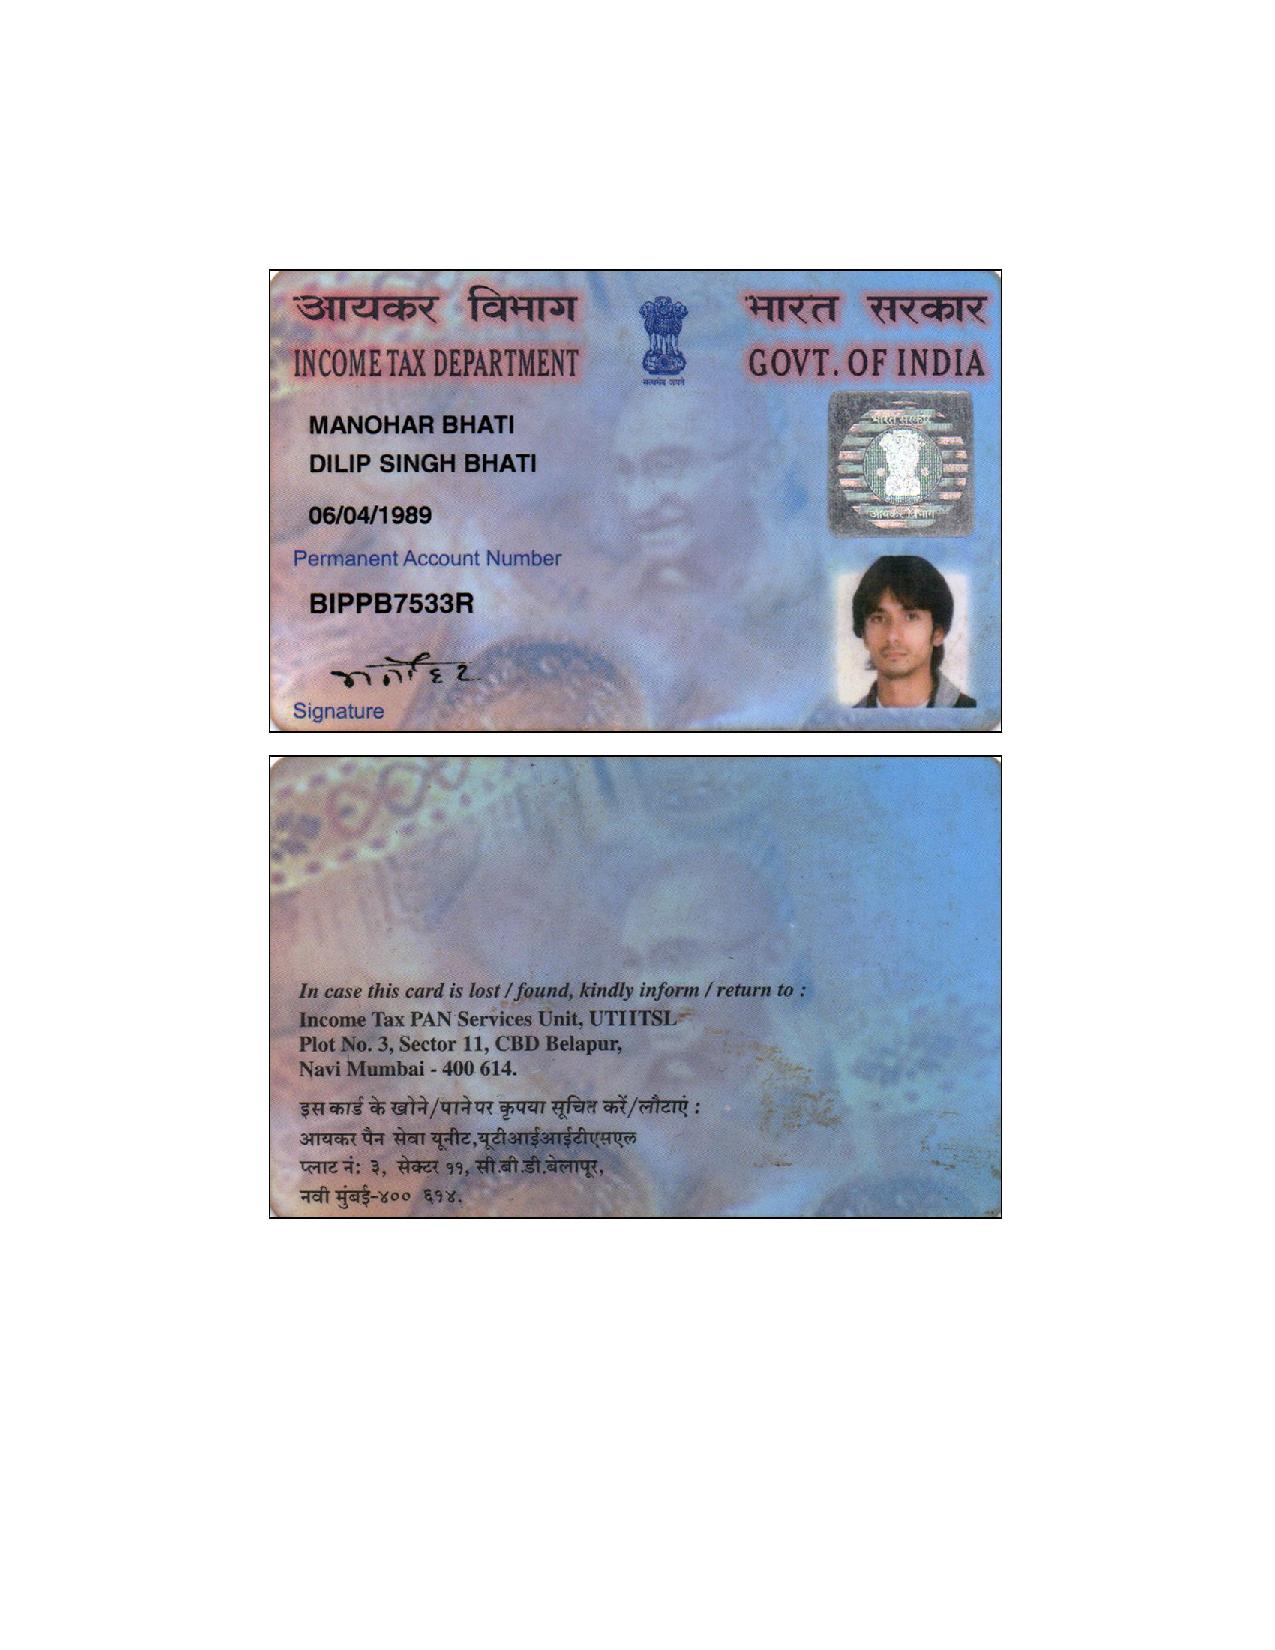 आयकर विभाग
INCOME TAX DEPARTMENT
सत्यमेव जयते
भारत सरकार
GOVT. OF INDIA
MANOHAR BHATI
DILIP SINGH BHATI
06/04/1989
Permanent Account Number
BIPPB7533R
मनोहर
Signature
भारत सरकार
आयकर विभाग
In case this card is lost / found, kindly inform / return to :
Income Tax PAN Services Unit, UTIITSL
Plot No. 3, Sector 11, CBD Belapur,
Navi Mumbai - 400 614.
इस कार्ड के खोने/पाने पर कृपया सूचित करें/लौटाएं :
आयकर पैन सेवा यूनीट,यूटीआईआईटीएसएल
प्लाट नं: ३, सेक्टर ११, सी.बी.डी.बेलापूर,
नवी मुंबई-४०० ६१४.